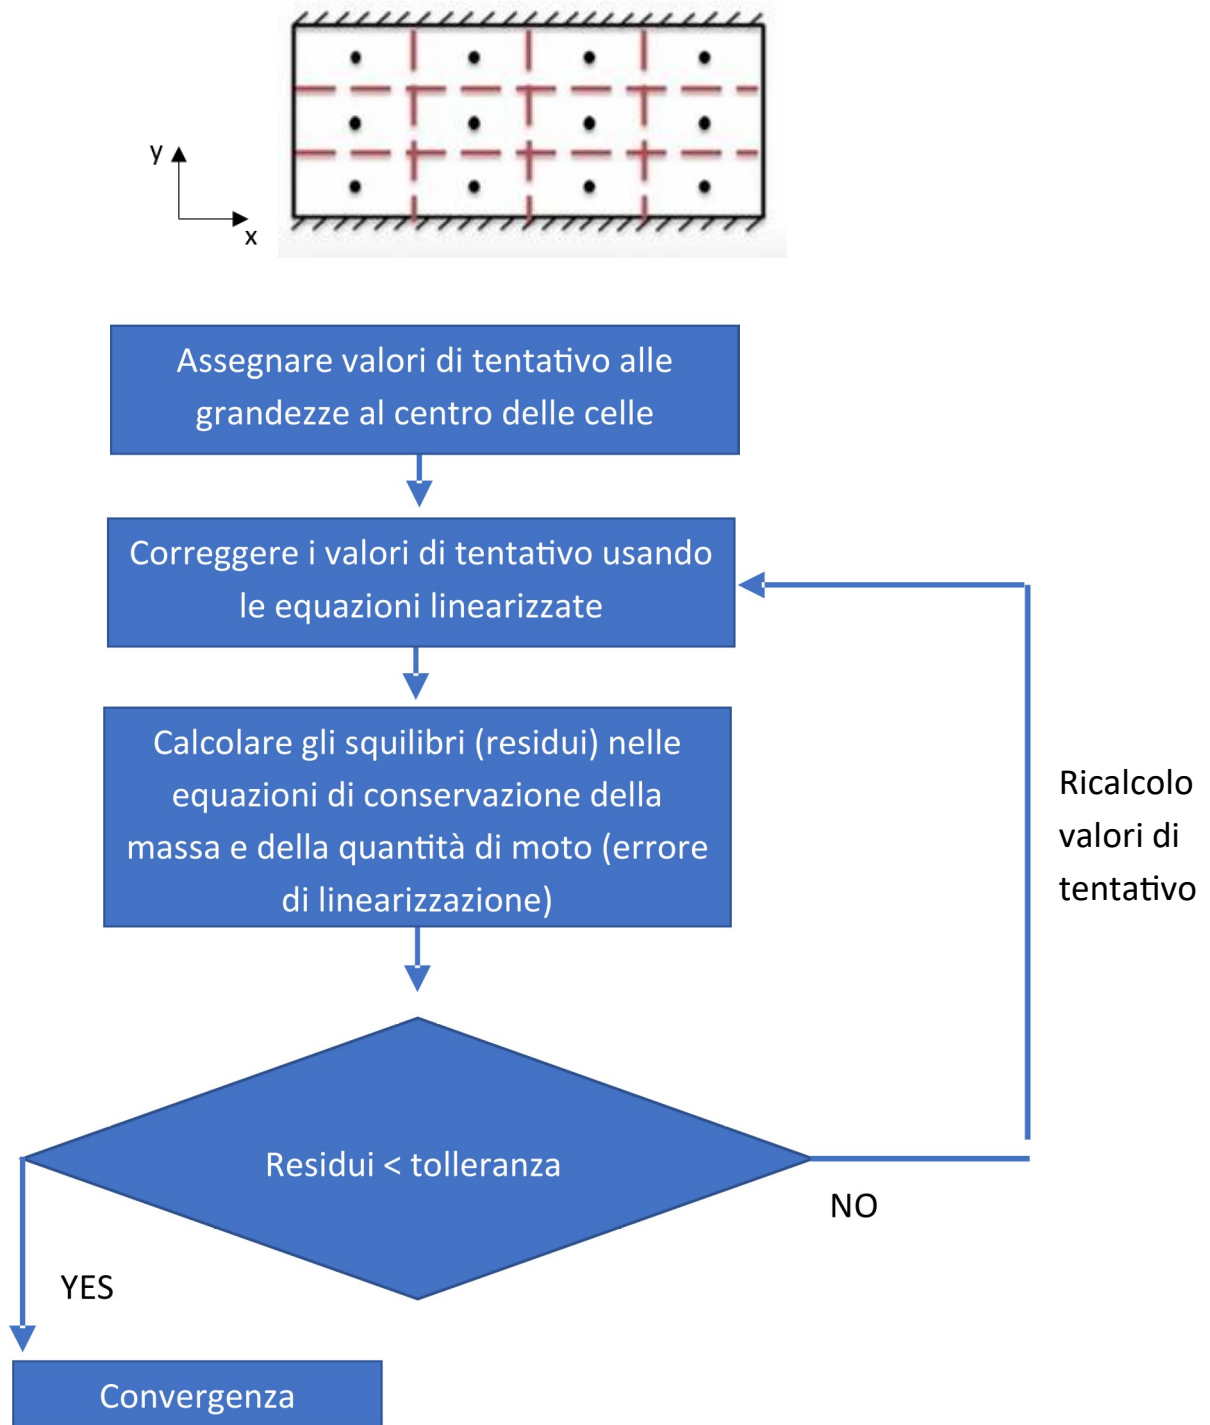 y
x
Assegnare valori di tentativo alle
grandezze al centro delle celle
Correggere i valori di tentativo usando
le equazioni linearizzate
Calcolare gli squilibri (residui) nelle
equazioni di conservazione della
massa e della quantità di moto (errore
di linearizzazione)
Ricalcolo
valori di
tentativo
Residui < tolleranza
NO
YES
Convergenza